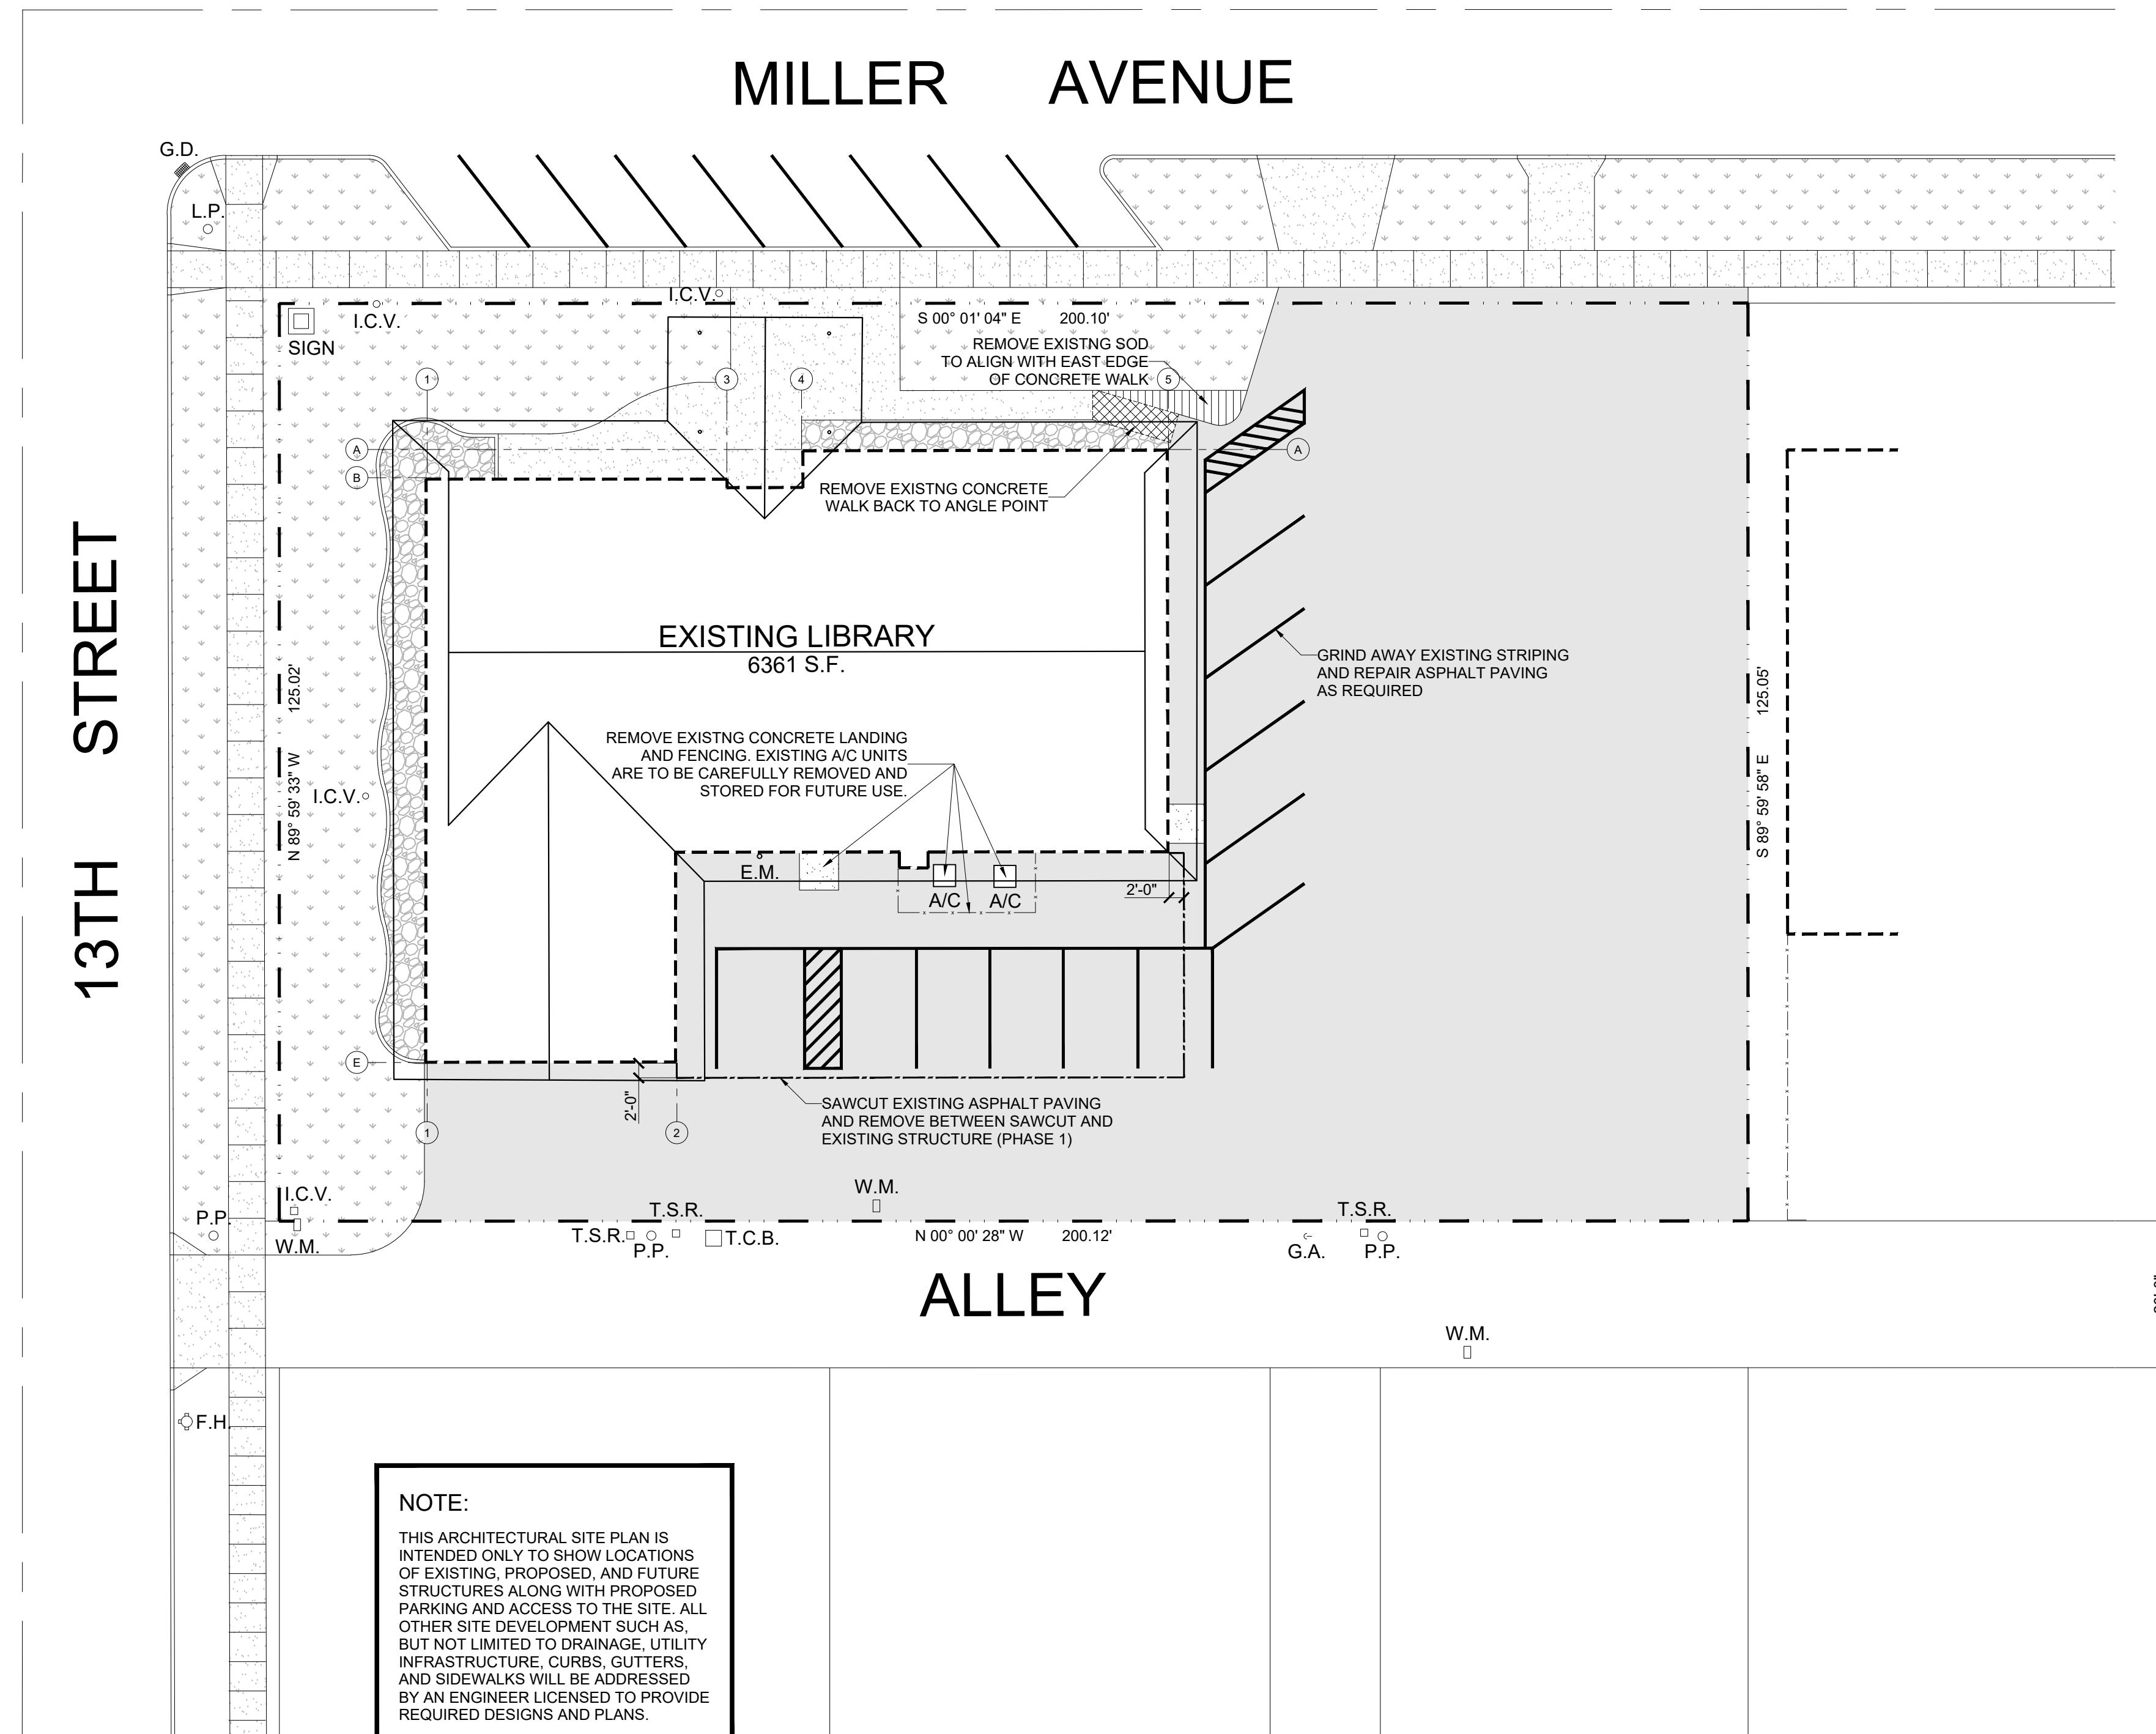 MILLER AVENUE
G.D.
L.P.
I.C.V.
I.C.V.
SIGN
S 00° 01' 04" E 200.10'
REMOVE EXISTNG SOD
TO ALIGN WITH EAST EDGE
OF CONCRETE WALK
1
3
4
5
A
A
B
REMOVE EXISTNG CONCRETE
WALK BACK TO ANGLE POINT
13TH STREET
EXISTING LIBRARY
6361 S.F.
GRIND AWAY EXISTING STRIPING
AND REPAIR ASPHALT PAVING
AS REQUIRED
N 89° 59' 33" W 125.02'
S 89° 59' 58" E 125.05'
REMOVE EXISTNG CONCRETE LANDING
AND FENCING. EXISTING A/C UNITS
ARE TO BE CAREFULLY REMOVED AND
STORED FOR FUTURE USE.
I.C.V.
E.M.
A/C
A/C
2'-0"
E
2'-0"
SAWCUT EXISTING ASPHALT PAVING
AND REMOVE BETWEEN SAWCUT AND
EXISTING STRUCTURE (PHASE 1)
1
2
I.C.V.
W.M.
P.P.
T.S.R.
T.S.R.
W.M.
T.S.R.
P.P.
T.C.B.
N 00° 00' 28" W 200.12'
G.A.
P.P.
ALLEY
W.M.
F.H.
NOTE:
THIS ARCHITECTURAL SITE PLAN IS
INTENDED ONLY TO SHOW LOCATIONS
OF EXISTING, PROPOSED, AND FUTURE
STRUCTURES ALONG WITH PROPOSED
PARKING AND ACCESS TO THE SITE. ALL
OTHER SITE DEVELOPMENT SUCH AS,
BUT NOT LIMITED TO DRAINAGE, UTILITY
INFRASTRUCTURE, CURBS, GUTTERS,
AND SIDEWALKS WILL BE ADDRESSED
BY AN ENGINEER LICENSED TO PROVIDE
REQUIRED DESIGNS AND PLANS.